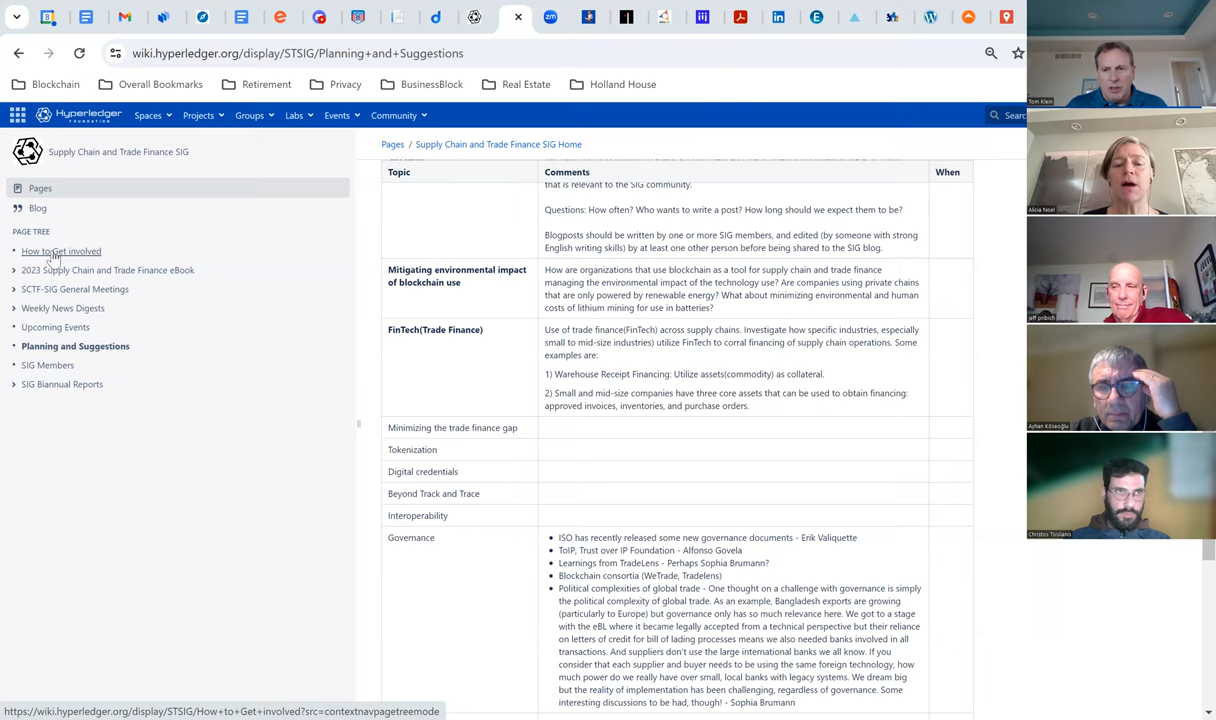 wiki.hyperledger.org/display/STSIG/Planning+and+Suggestions
Blockchain
Overall Bookmarks
Retirement
Privacy
BusinessBlock
Real Estate
Holland House
HYPERLEDGER
FOUNDATION
Spaces
Projects
Groups
Labs
Events
Community
Searc
Supply Chain and Trade Finance SIG
Pages
Blog
PAGE TREE
How to Get involved
2023 Supply Chain and Trade Finance eBook
SCTF-SIG General Meetings
Weekly News Digests
Upcoming Events
Planning and Suggestions
SIG Members
SIG Biannual Reports
Pages / Supply Chain and Trade Finance SIG Home
Topic
Comments
When
that is relevant to the SIG community.
Questions: How often? Who wants to write a post? How long should we expect them to be?
Blogposts should be written by one or more SIG members, and edited (by someone with strong
English writing skills) by at least one other person before being shared to the SIG blog.
Mitigating environmental impact
of blockchain use
How are organizations that use blockchain as a tool for supply chain and trade finance
managing the environmental impact of the technology use? Are companies using private chains
that are only powered by renewable energy? What about minimizing environmental and human
costs of lithium mining for use in batteries?
FinTech(Trade Finance)
Use of trade finance(FinTech) across supply chains. Investigate how specific industries, especially
small to mid-size industries) utilize FinTech to corral financing of supply chain operations. Some
examples are:
1) Warehouse Receipt Financing: Utilize assets(commodity) as collateral.
2) Small and mid-size companies have three core assets that can be used to obtain financing:
approved invoices, inventories, and purchase orders.
Minimizing the trade finance gap
Tokenization
Digital credentials
Beyond Track and Trace
Interoperability
Governance
• ISO has recently released some new governance documents - Erik Valiquette
• ToIP, Trust over IP Foundation - Alfonso Govela
• Learnings from TradeLens - Perhaps Sophia Brumann?
• Blockchain consortia (WeTrade, Tradelens)
• Political complexities of global trade - One thought on a challenge with governance is simply
the political complexity of global trade. As an example, Bangladesh exports are growing
(particularly to Europe) but governance only has so much relevance here. We got to a stage
with the eBL where it became legally accepted from a technical perspective but their reliance
on letters of credit for bill of lading processes means we also needed banks involved in all
transactions. And suppliers don't use the large international banks we all know. If you
consider that each supplier and buyer needs to be using the same foreign technology, how
much power do we really have over small, local banks with legacy systems. We dream big
but the reality of implementation has been challenging, regardless of governance. Some
interesting discussions to be had, though! - Sophia Brumann
https://wiki.hyperledger.org/display/STSIG/How+to+Get+involved?src=contextnavpagetreemode
Tom Klein
Alicia Noel
jeff pribich
Ayhan Köseoğlu
Christos Tsislianis